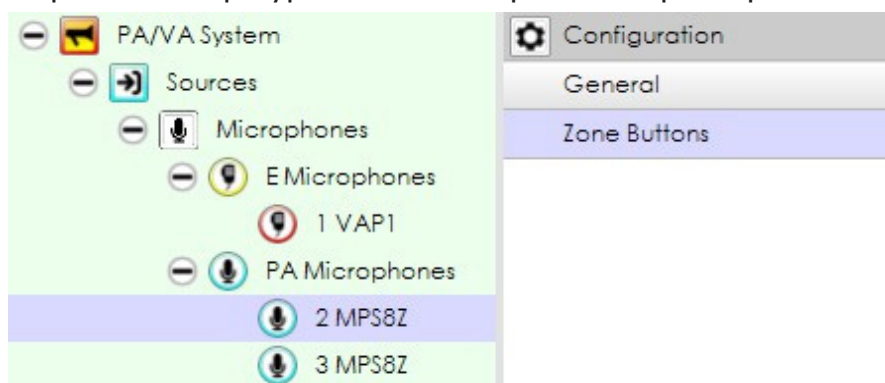 PA/VA System
Sources
Microphones
E Microphones
1 VAP1
PA Microphones
2 MPS8Z
3 MPS8Z
Configuration
General
Zone Buttons